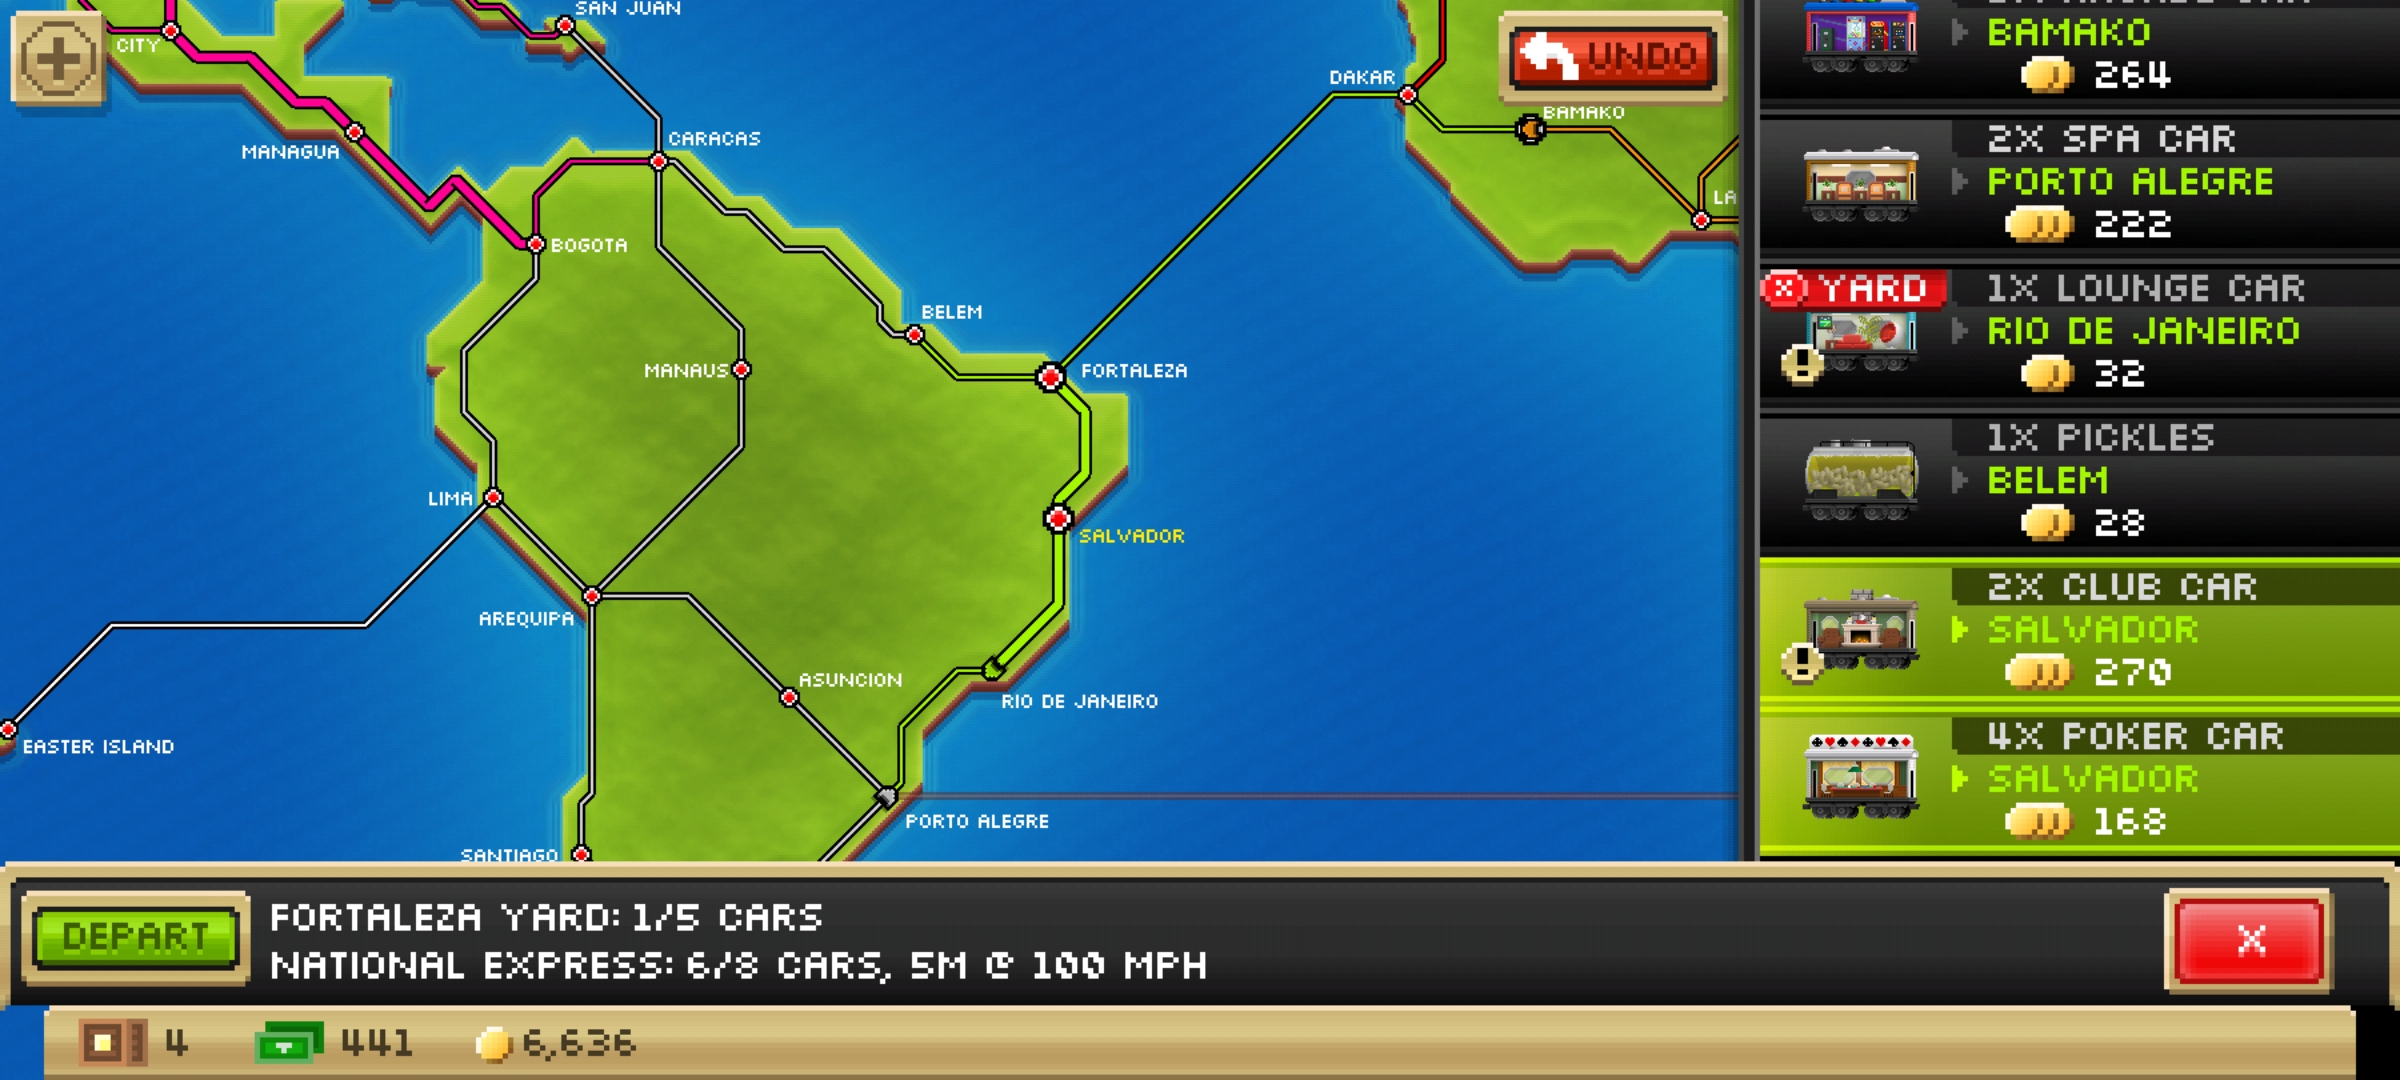 SAN JUAN
CITY
MANAGUA
CARACAS
BOGOTA
BELEM
MANAUS
FORTALEZA
LIMA
SALVADOR
AREQUIPA
ASUNCION
RIO DE JANEIRO
EASTER ISLAND
PORTO ALEGRE
SANTIAGO
DAKAR
UNDO
BAMAKO
LA
BAMAKO
264
2X SPA CAR
PORTO ALEGRE
222
X YARD
1X LOUNGE CAR
RIO DE JANEIRO
! 32
1X PICKLES
BELEM
28
2X CLUB CAR
SALVADOR
! 270
4X POKER CAR
SALVADOR
168
DEPART
FORTALEZA YARD: 1/5 CARS
NATIONAL EXPRESS: 6/8 CARS, 5M @ 100 MPH
X
4 441 6,636